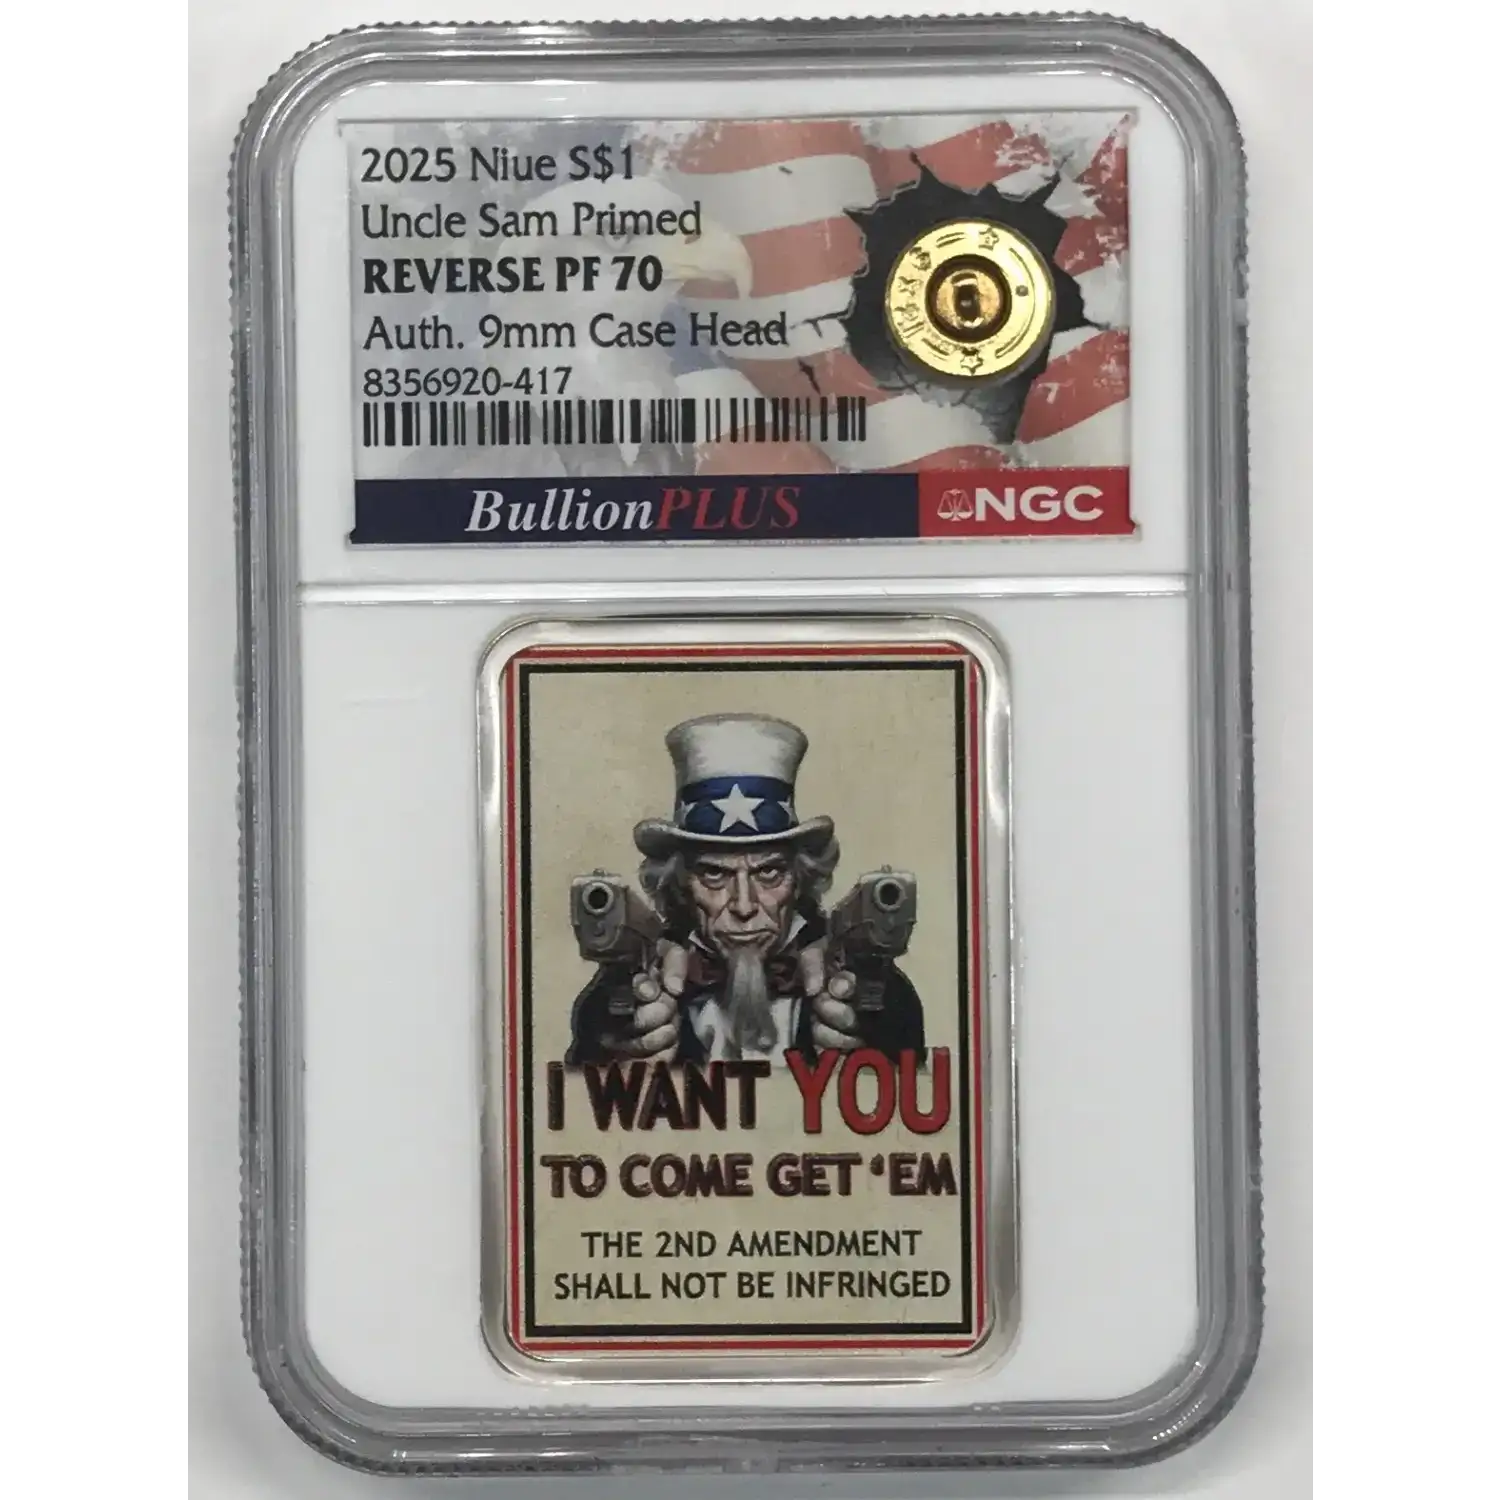 2025 Niue S$1
Uncle Sam Primed
REVERSE PF 70
Auth. 9mm Case Head
8356920-417
BullionPLUS
NGC
I WANT YOU
TO COME GET 'EM
THE 2ND AMENDMENT
SHALL NOT BE INFRINGED